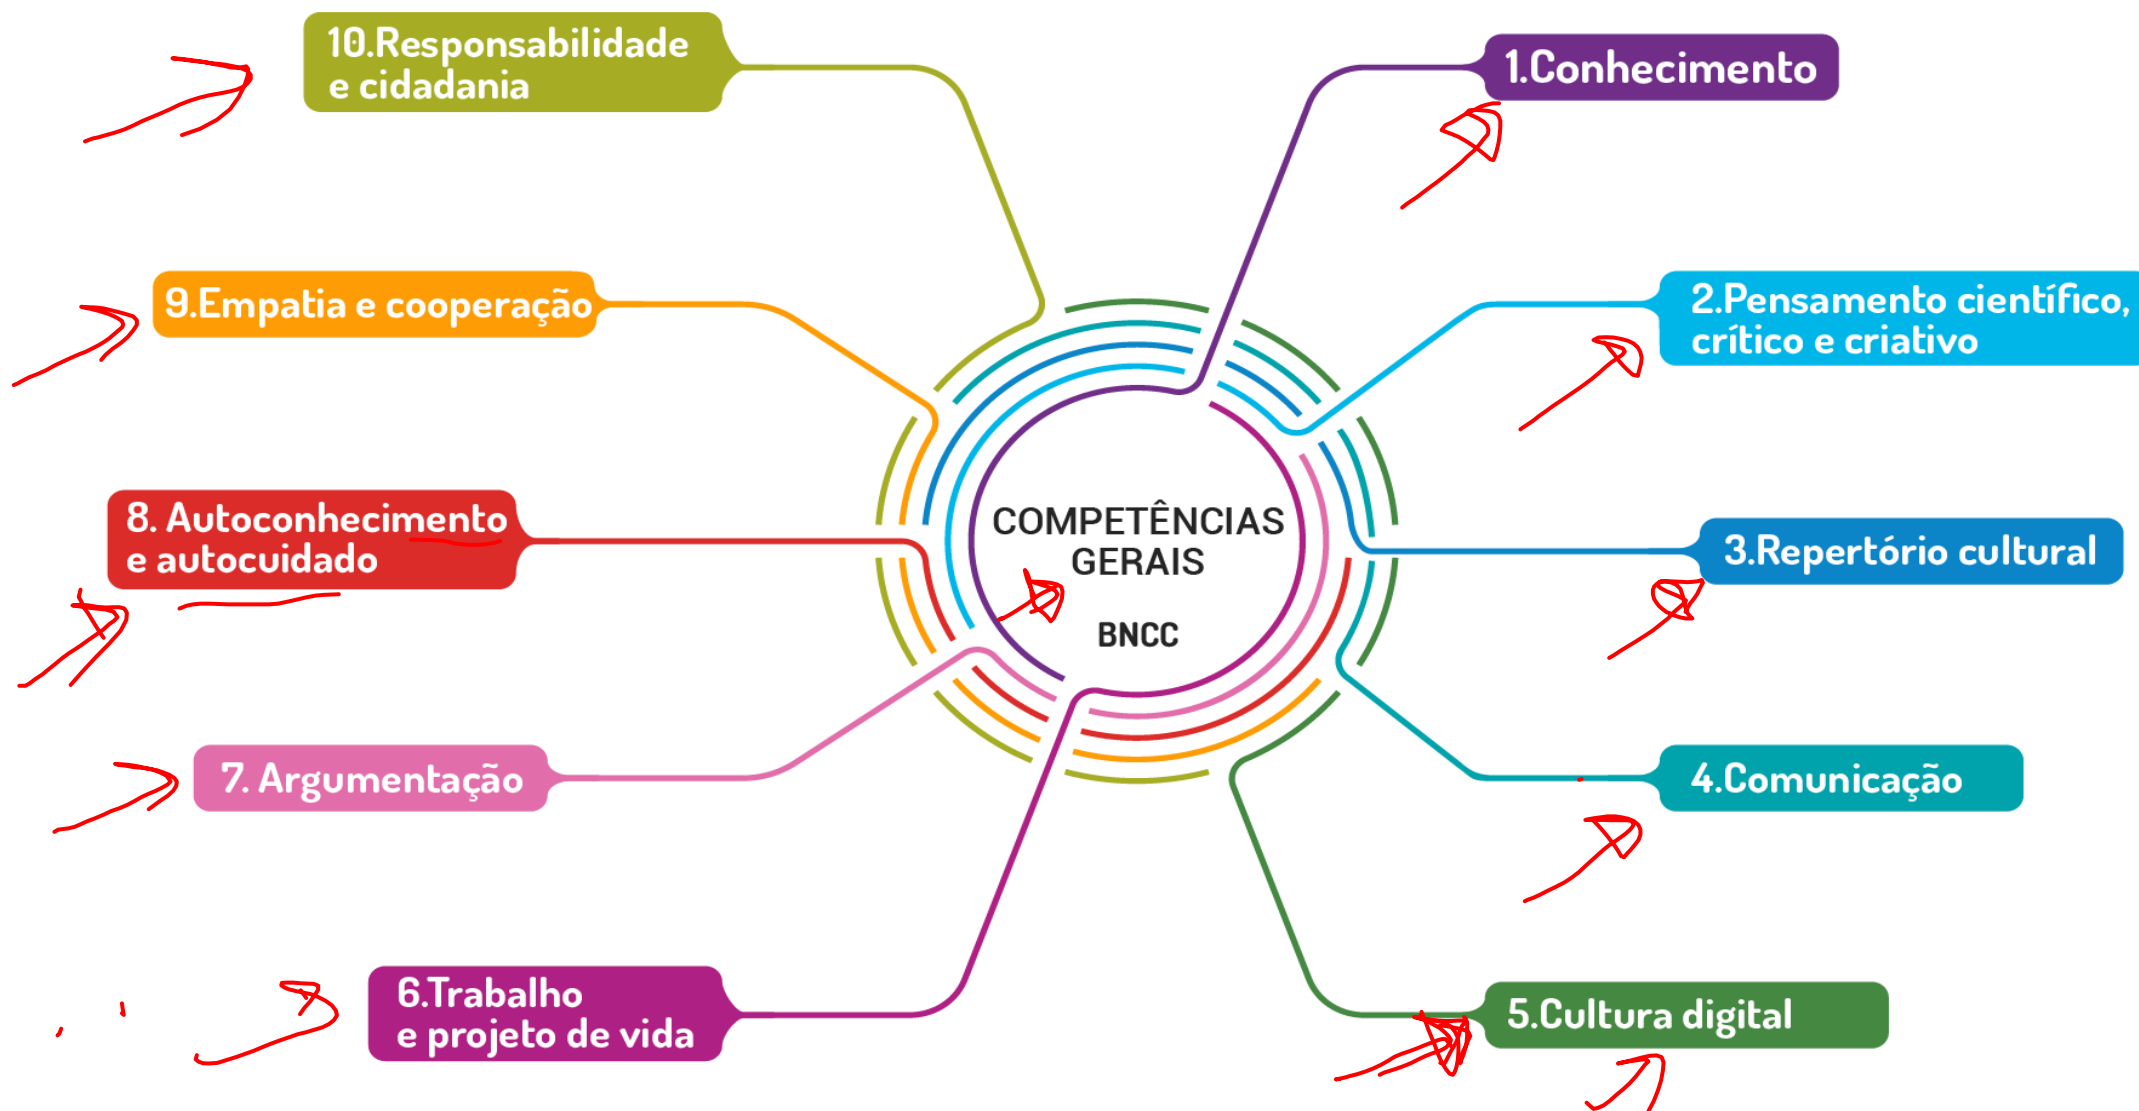 COMPETÊNCIAS
GERAIS
BNCC
1.Conhecimento
2.Pensamento científico,
crítico e criativo
3.Repertório cultural
4.Comunicação
5.Cultura digital
6.Trabalho
e projeto de vida
7. Argumentação
8. Autoconhecimento
e autocuidado
9.Empatia e cooperação
10.Responsabilidade
e cidadania